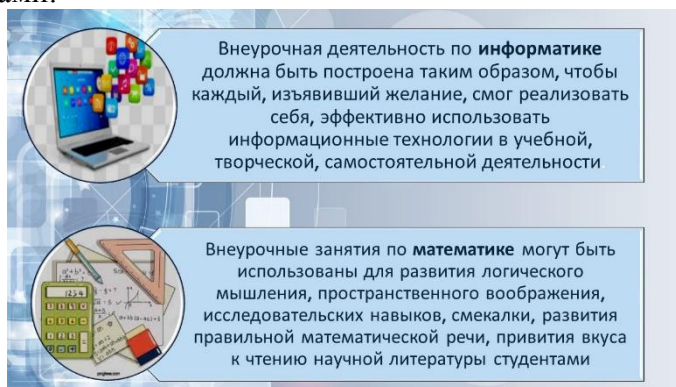 Внеурочная деятельность по информатике
должна быть построена таким образом, чтобы
каждый, изъявивший желание, смог реализовать
себя, эффективно использовать
информационные технологии в учебной,
творческой, самостоятельной деятельности.
1234
Внеурочные занятия по математике могут быть
использованы для развития логического
мышления, пространственного воображения,
исследовательских навыков, смекалки, развития
правильной математической речи, привития вкуса
к чтению научной литературы студентами